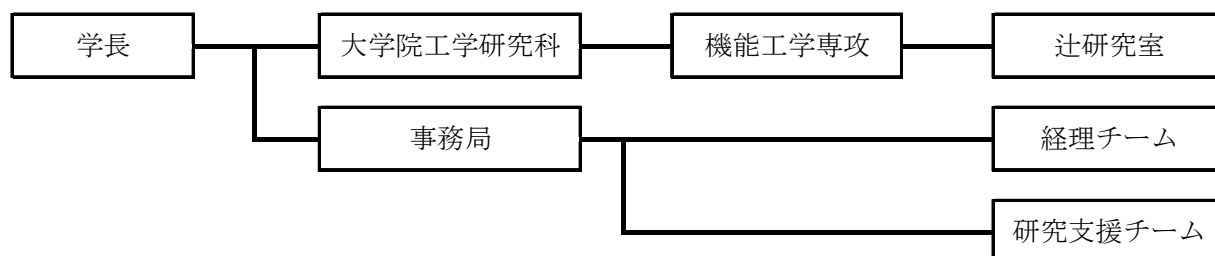 学長
大学院工学研究科
機能工学専攻
辻研究室
事務局
経理チーム
研究支援チーム